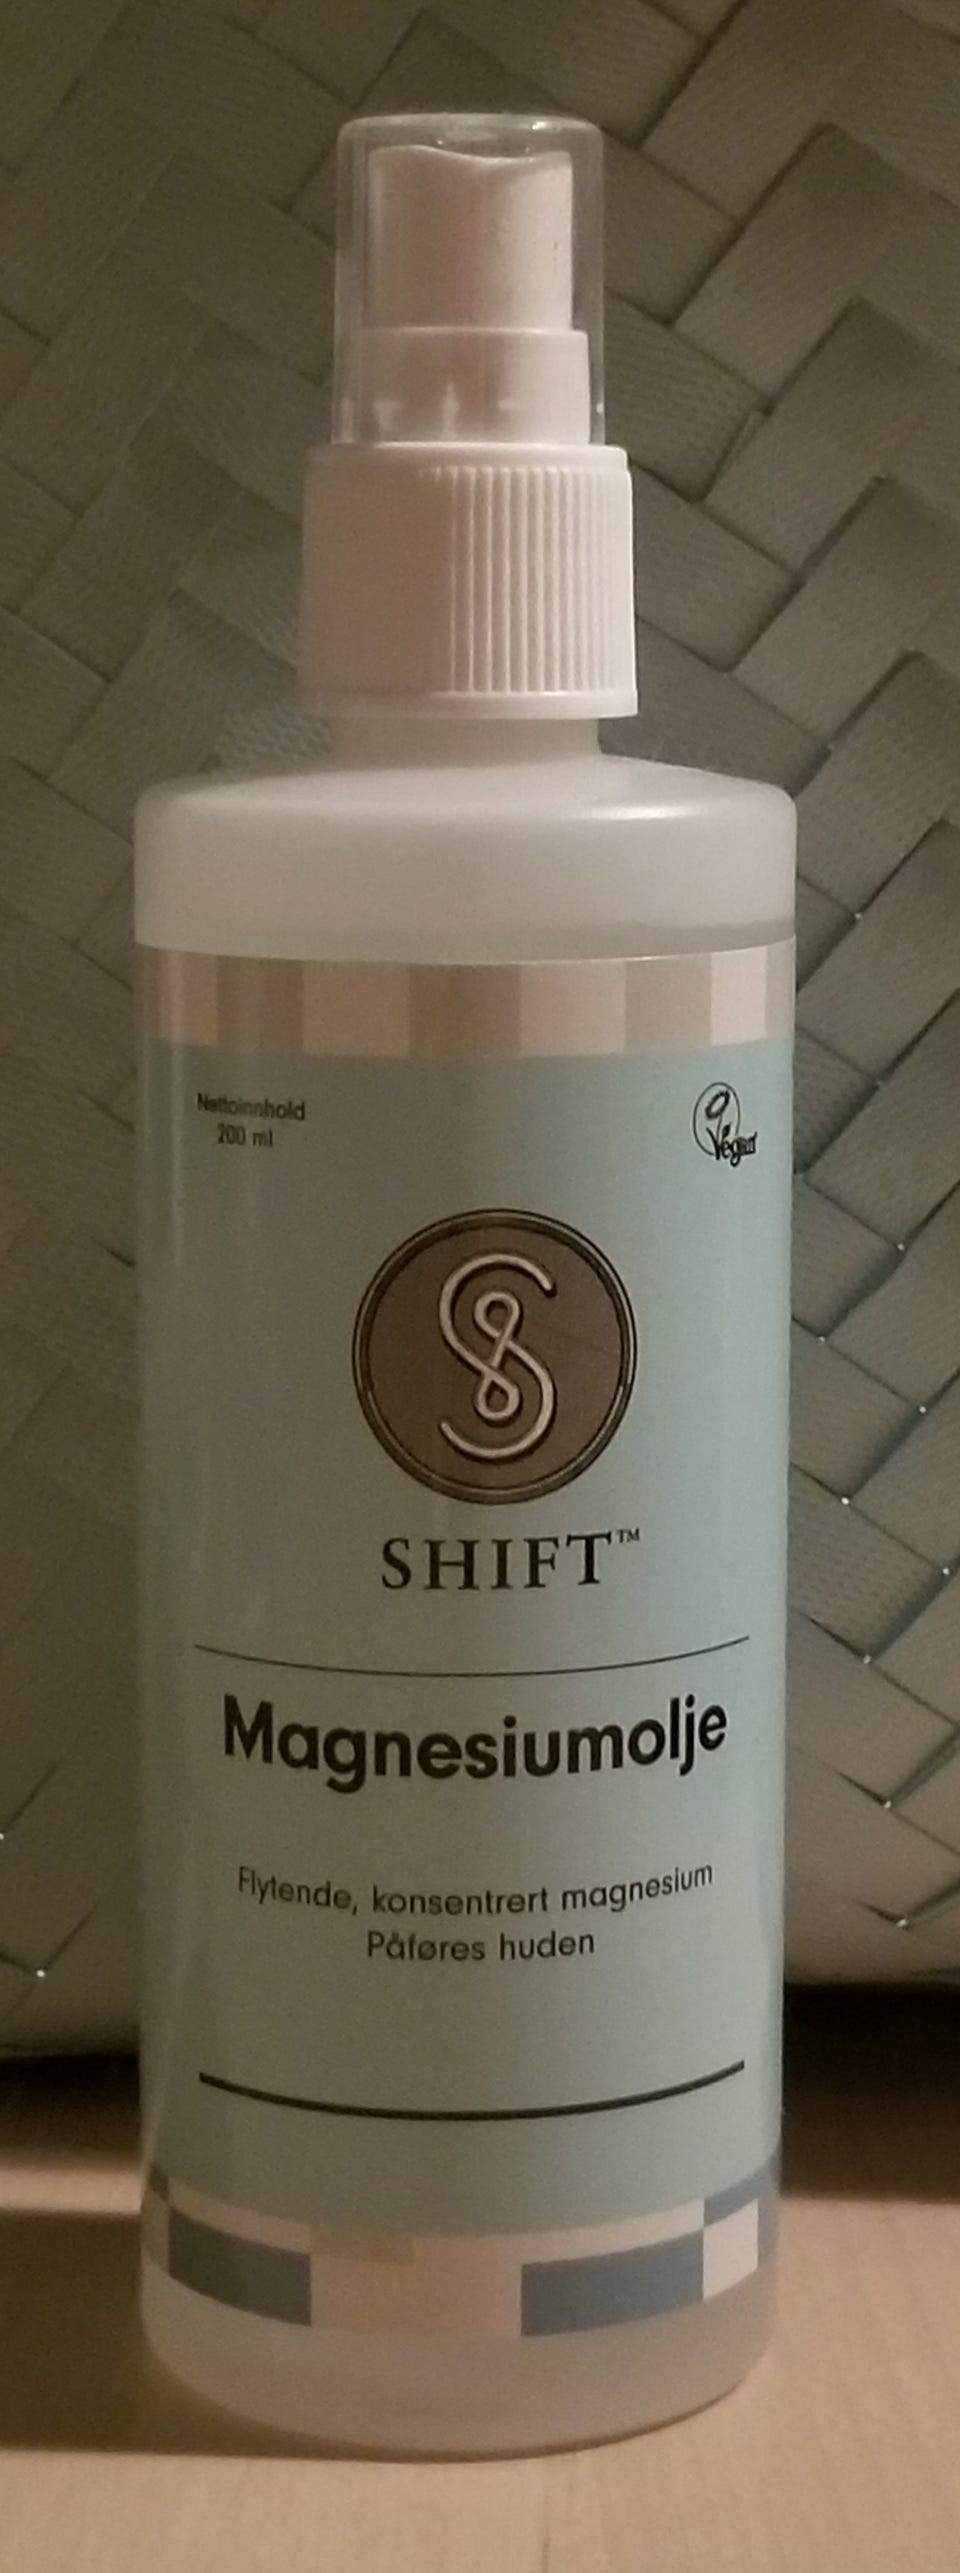 Nettoinnhold
200 ml
Vegan
SHIFT™
Magnesiumolje
Flytende, konsentrert magnesium
Påføres huden